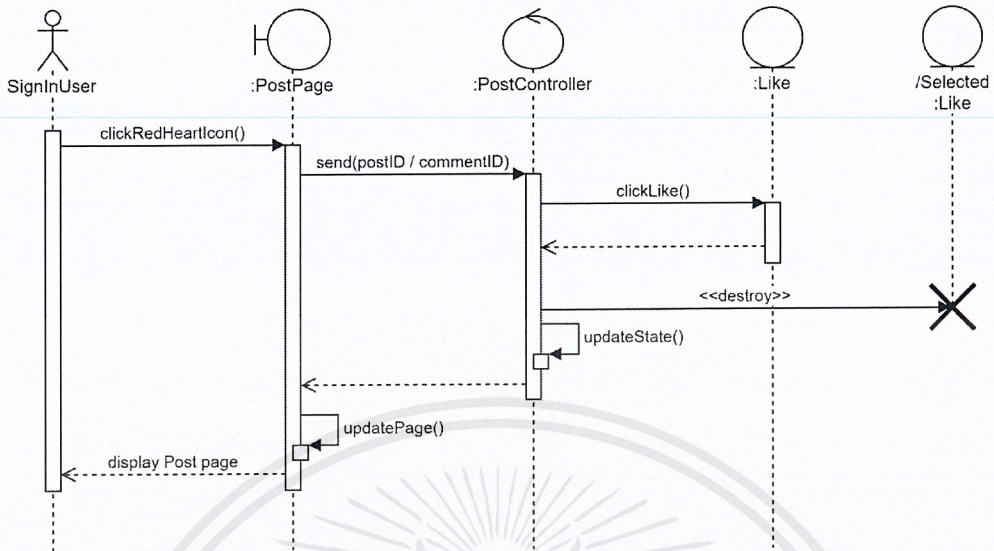 SignInUser
:PostPage
:PostController
:Like
/Selected
:Like
clickRedHeartIcon()
send(postID / commentID)
clickLike()
<<destroy>>
updateState()
updatePage()
display Post page